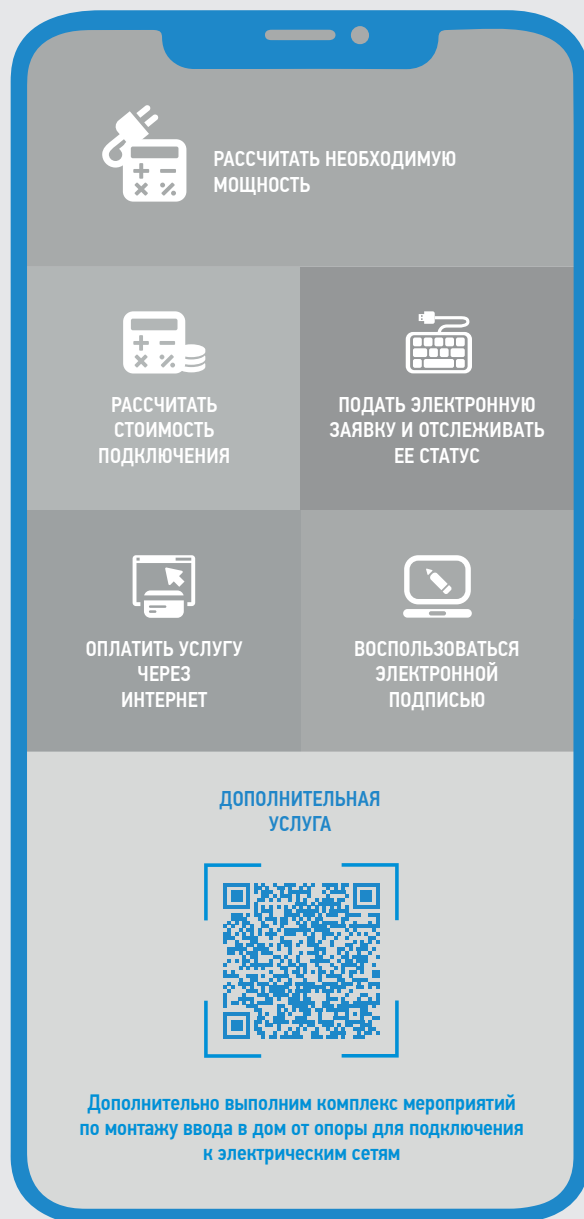 РАССЧИТАТЬ НЕОБХОДИМУЮ
МОЩНОСТЬ
РАССЧИТАТЬ
СТОИМОСТЬ
ПОДКЛЮЧЕНИЯ
ПОДАТЬ ЭЛЕКТРОННУЮ
ЗАЯВКУ И ОТСЛЕЖИВАТЬ
ЕЕ СТАТУС
ОПЛАТИТЬ УСЛУГУ
ЧЕРЕЗ
ИНТЕРНЕТ
ВОСПОЛЬЗОВАТЬСЯ
ЭЛЕКТРОННОЙ
ПОДПИСЬЮ
ДОПОЛНИТЕЛЬНАЯ
УСЛУГА
Дополнительно выполним комплекс мероприятий
по монтажу ввода в дом от опоры для подключения
к электрическим сетям